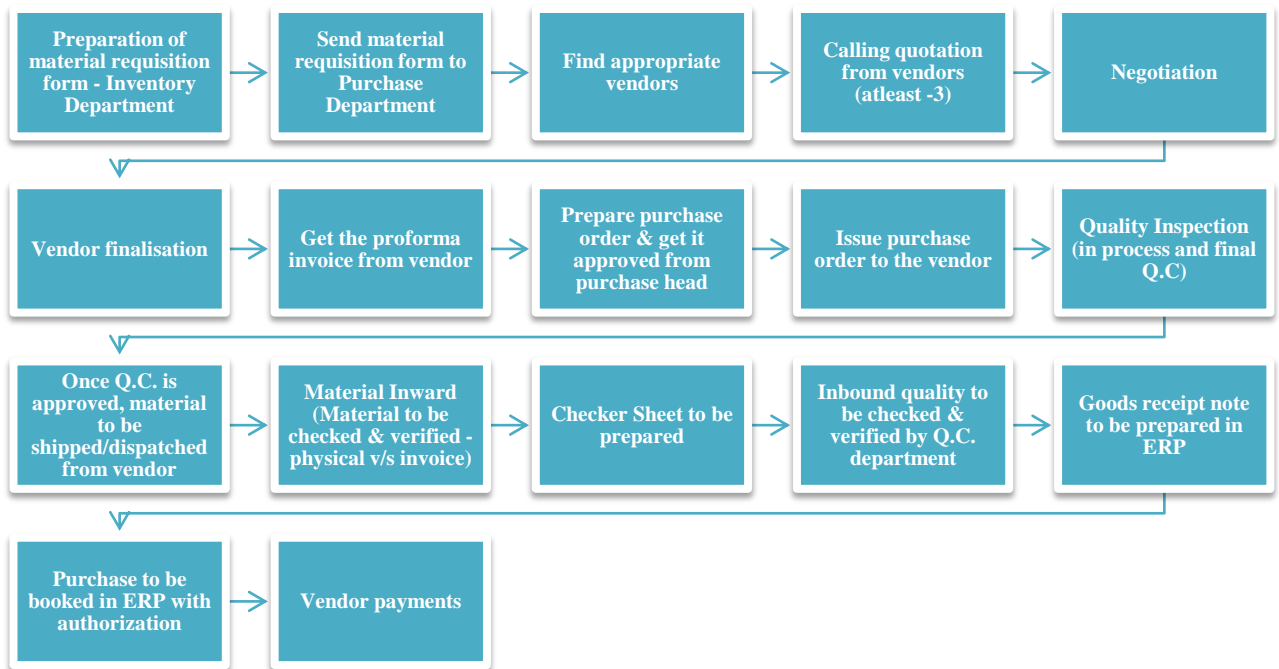 Preparation of
material requisition
form - Inventory
Department
Send material
requisition form to
Purchase
Department
Find appropriate
vendors
Calling quotation
from vendors
(atleast -3)
Negotiation
Vendor finalisation
Get the proforma
invoice from vendor
Prepare purchase
order & get it
approved from
purchase head
Issue purchase
order to the vendor
Quality Inspection
(in process and final
Q.C)
Once Q.C. is
approved, material
to be
shipped/dispatched
from vendor
Material Inward
(Material to be
checked & verified -
physical v/s invoice)
Checker Sheet to be
prepared
Inbound quality to
be checked &
verified by Q.C.
department
Goods receipt note
to be prepared in
ERP
Purchase to be
booked in ERP with
authorization
Vendor payments